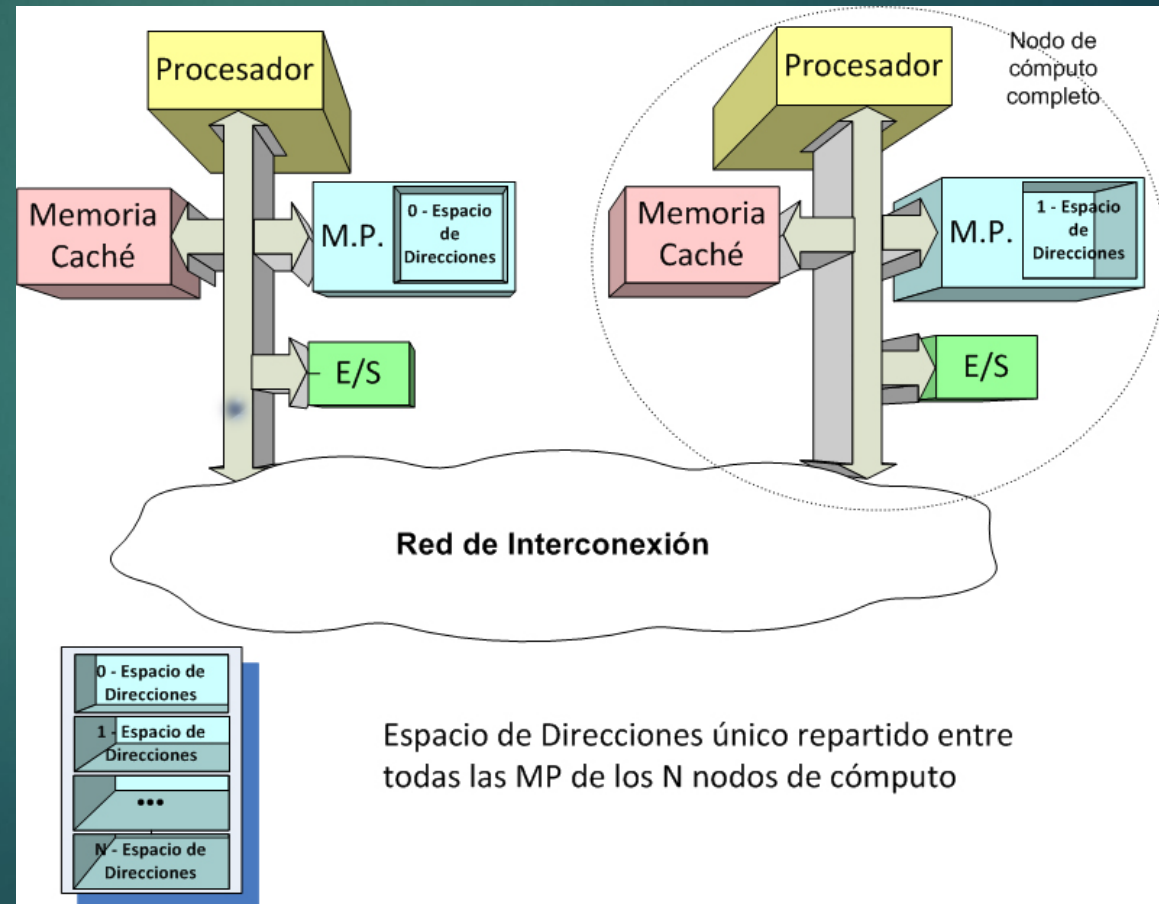 Procesador
Memoria
Caché
M.P.
0 - Espacio
de
Direcciones
E/S
Procesador
Nodo de
cómputo
completo
Memoria
Caché
M.P.
1 - Espacio
de
Direcciones
E/S
Red de Interconexión
0 - Espacio de
Direcciones
1 - Espacio de
Direcciones
•••
N - Espacio de
Direcciones
Espacio de Direcciones único repartido entre
todas las MP de los N nodos de cómputo